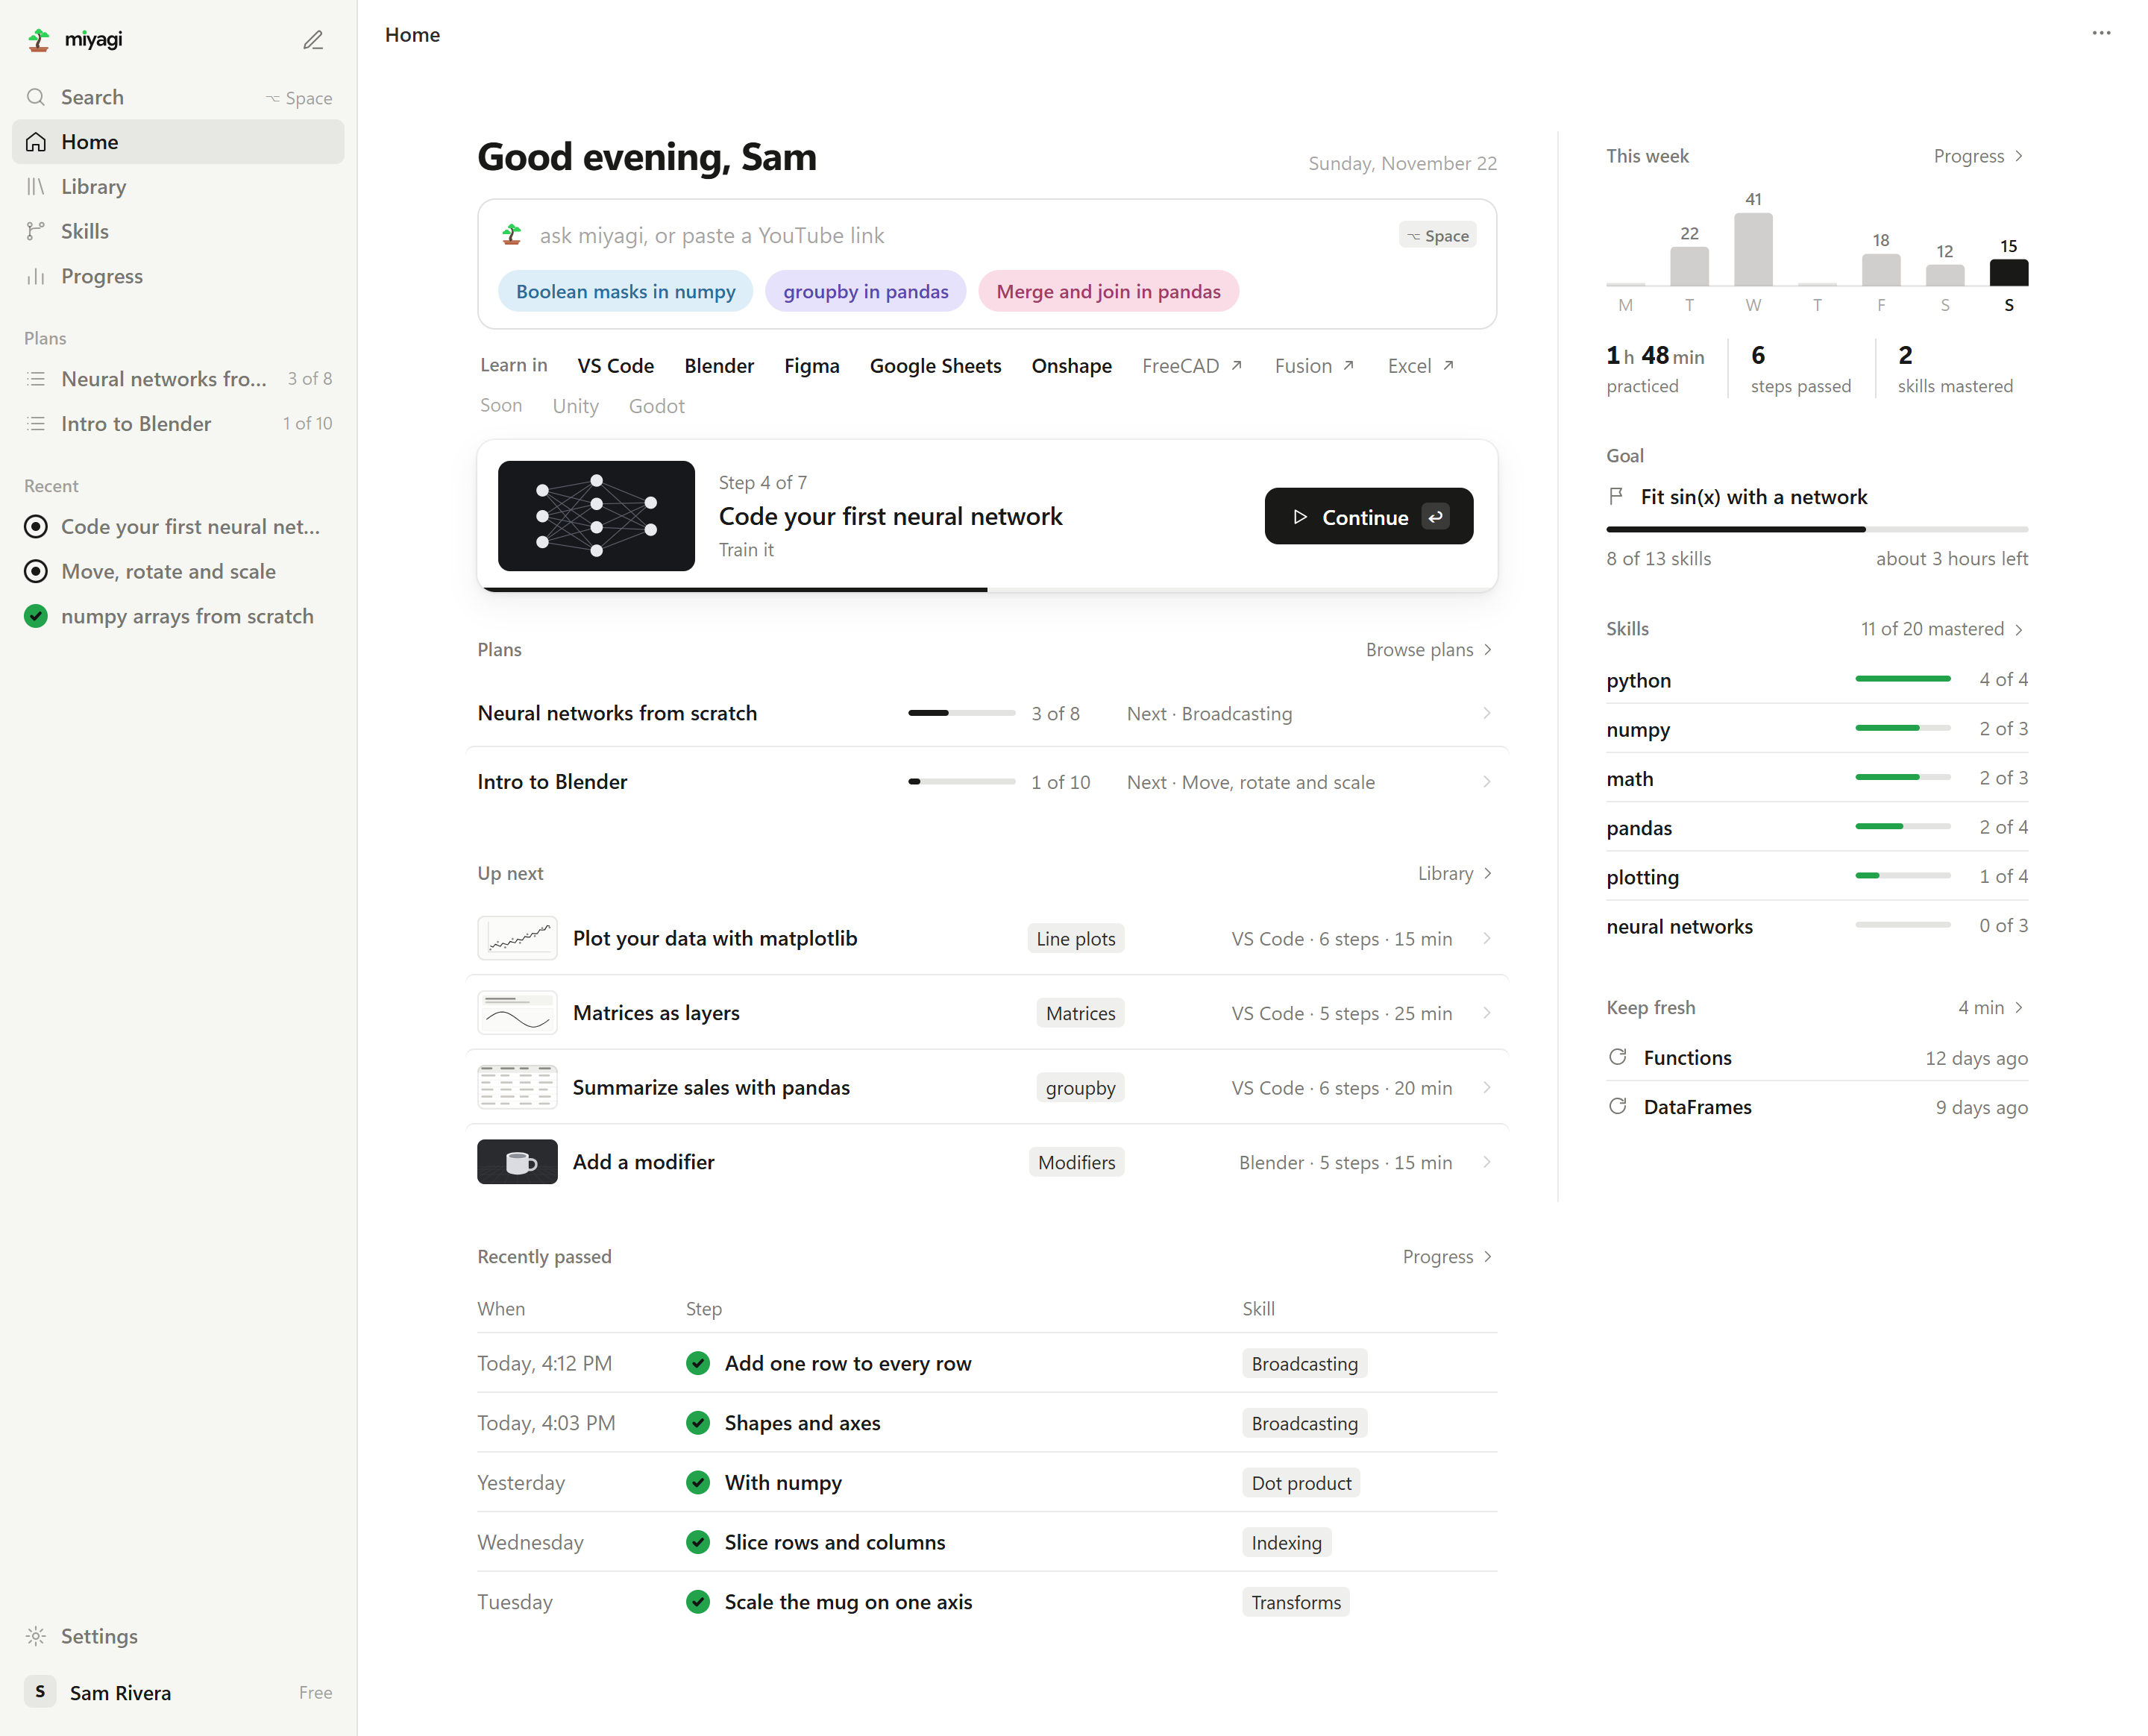 miyagi
Search
⌥ Space
Home
Library
Skills
Progress
Plans
Neural networks fro... 3 of 8
Intro to Blender 1 of 10
Recent
Code your first neural net...
Move, rotate and scale
numpy arrays from scratch
Settings
S Sam Rivera Free
Home
Good evening, Sam
Sunday, November 22
ask miyagi, or paste a YouTube link
⌥ Space
Boolean masks in numpy groupby in pandas Merge and join in pandas
Learn in VS Code Blender Figma Google Sheets Onshape FreeCAD Fusion Excel
Soon Unity Godot
Step 4 of 7
Code your first neural network
Train it
Continue
Plans Browse plans
Neural networks from scratch 3 of 8 Next · Broadcasting
Intro to Blender 1 of 10 Next · Move, rotate and scale
Up next Library
Plot your data with matplotlib Line plots VS Code · 6 steps · 15 min
Matrices as layers Matrices VS Code · 5 steps · 25 min
Summarize sales with pandas groupby VS Code · 6 steps · 20 min
Add a modifier Modifiers Blender · 5 steps · 15 min
Recently passed Progress
When Step Skill
Today, 4:12 PM Add one row to every row Broadcasting
Today, 4:03 PM Shapes and axes Broadcasting
Yesterday With numpy Dot product
Wednesday Slice rows and columns Indexing
Tuesday Scale the mug on one axis Transforms
This week Progress
22 41 18 12 15
M T W T F S S
1 h 48 min 6 2
practiced steps passed skills mastered
Goal
Fit sin(x) with a network
8 of 13 skills about 3 hours left
Skills 11 of 20 mastered
python 4 of 4
numpy 2 of 3
math 2 of 3
pandas 2 of 4
plotting 1 of 4
neural networks 0 of 3
Keep fresh 4 min
Functions 12 days ago
DataFrames 9 days ago